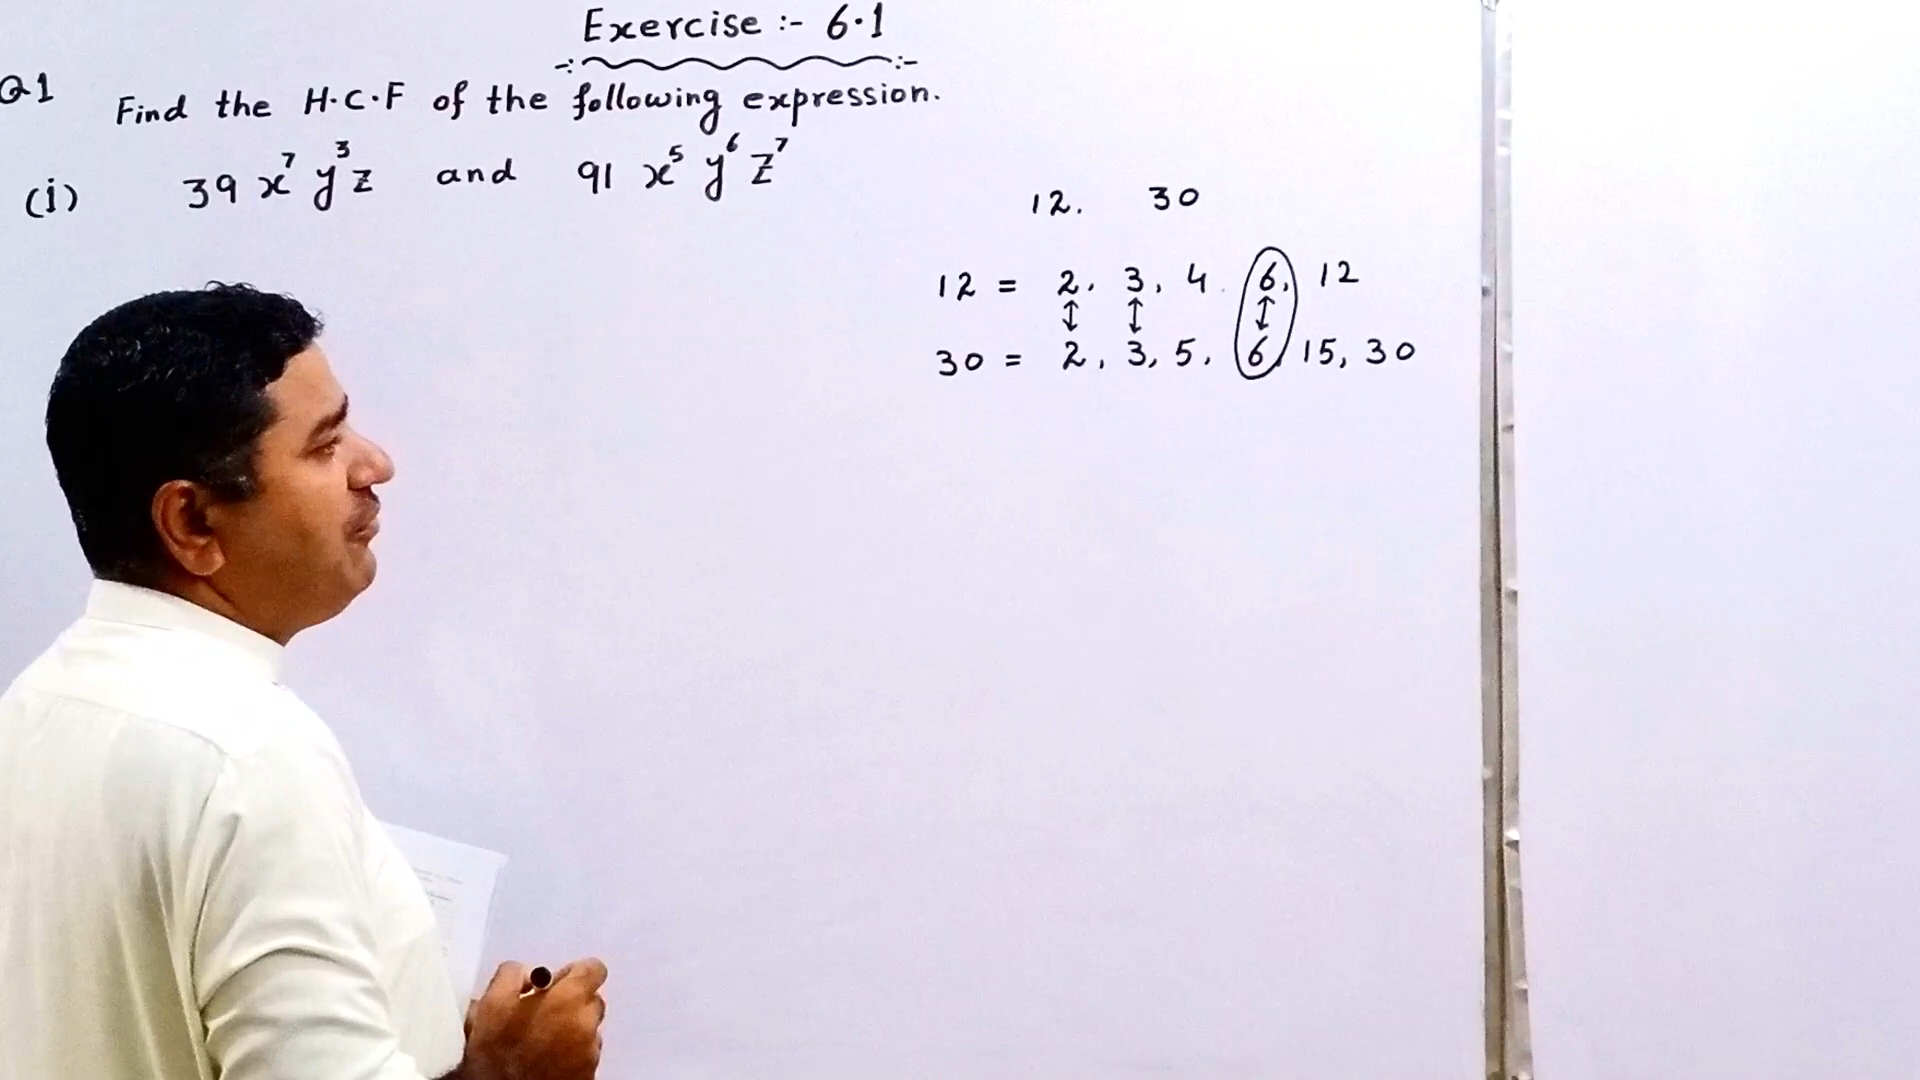 Exercise :- 6.1
Q1 Find the H.C.F of the following expression.
(i) 39 x⁷ y³ z and 91 x⁵ y⁶ z⁷
12. 30
12 = 2, 3, 4, 6, 12
30 = 2, 3, 5, 6, 15, 30